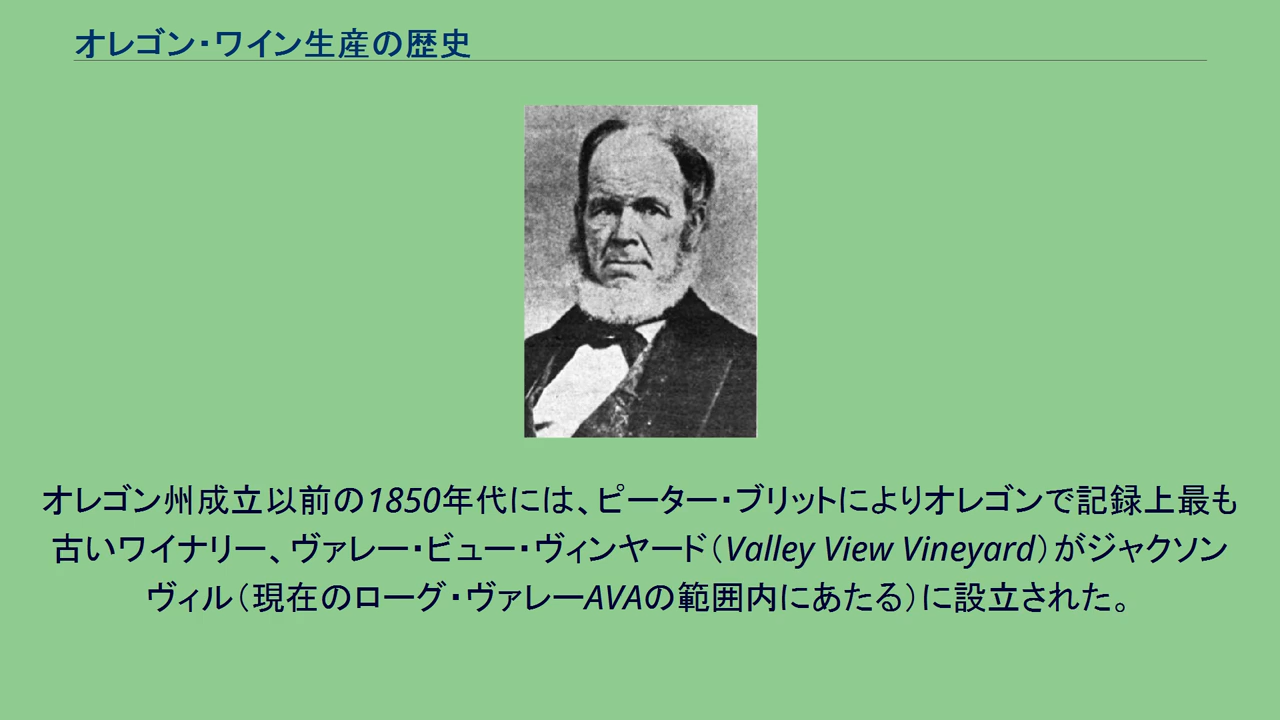 オレゴン・ワイン生産の歴史
オレゴン州成立以前の1850年代には、ピーター・ブリットによりオレゴンで記録上最も
古いワイナリー、ヴァレー・ビュー・ヴィンヤード（Valley View Vineyard）がジャクソン
ヴィル（現在のローグ・ヴァレーAVAの範囲内にあたる）に設立された。